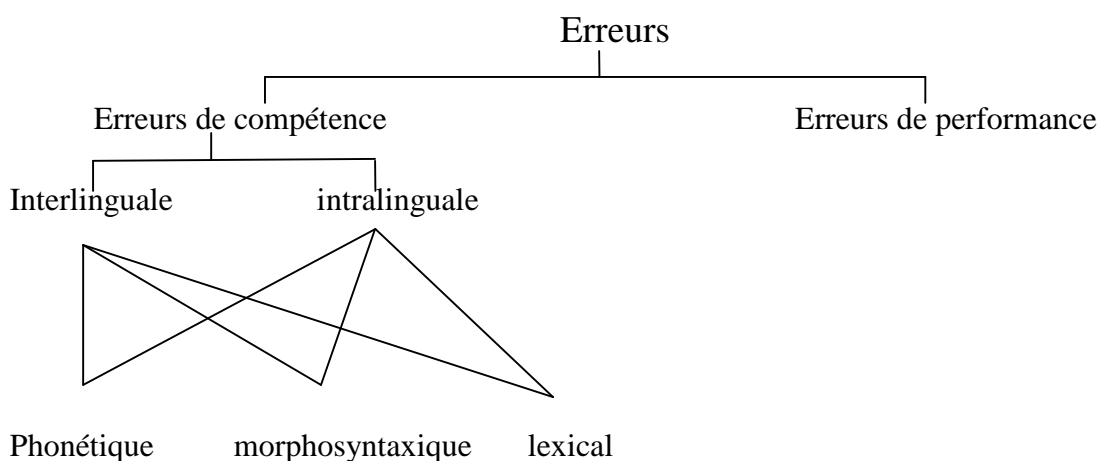 Erreurs
Erreurs de compétence Erreurs de performance
Interlinguale intralinguale
Phonétique morphosyntaxique lexical